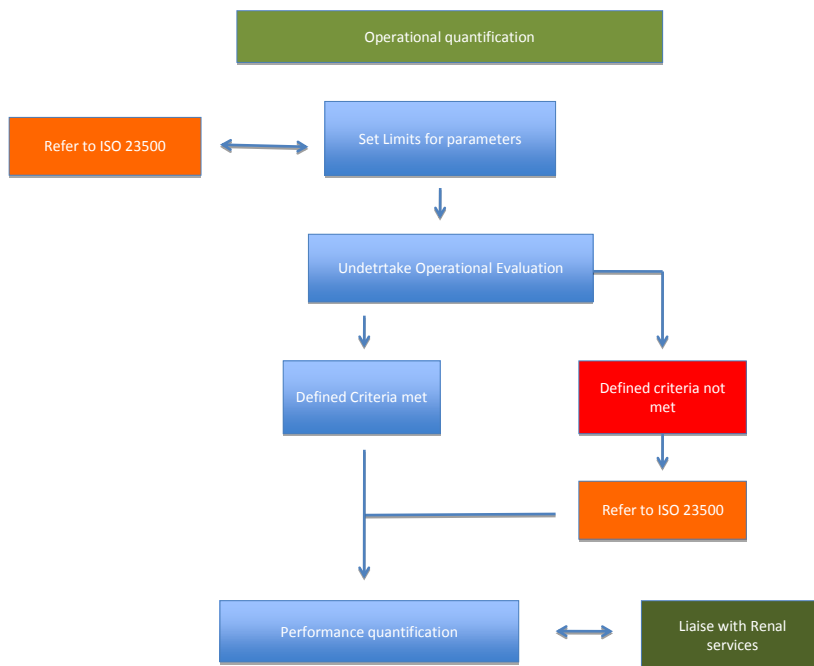 Operational quantification
Refer to ISO 23500
Set Limits for parameters
Undetrtake Operational Evaluation
Defined Criteria met
Defined criteria not
met
Refer to ISO 23500
Performance quantification
Liaise with Renal
services